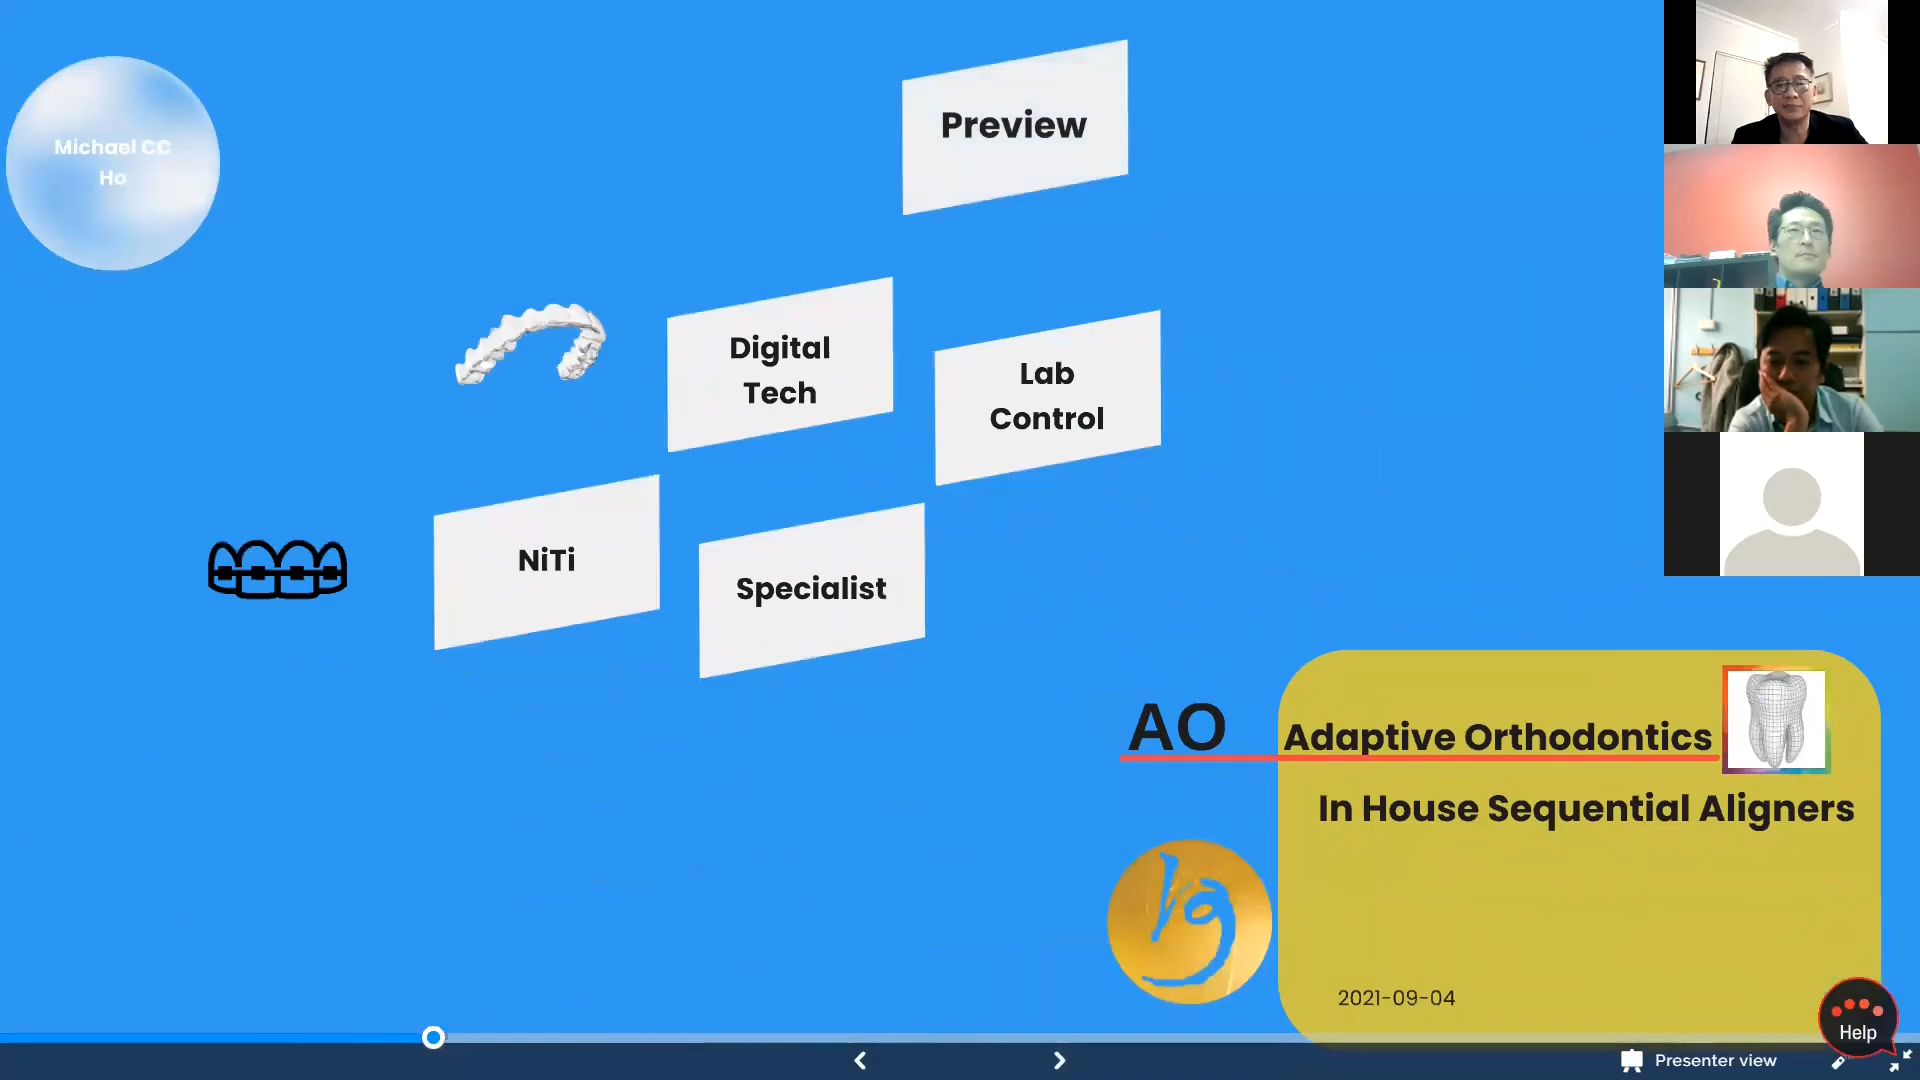 Michael CC
Ho
Preview
Digital
Tech
Lab
Control
NiTi
Specialist
AO
Adaptive Orthodontics
In House Sequential Aligners
2021-09-04
Help
Presenter view